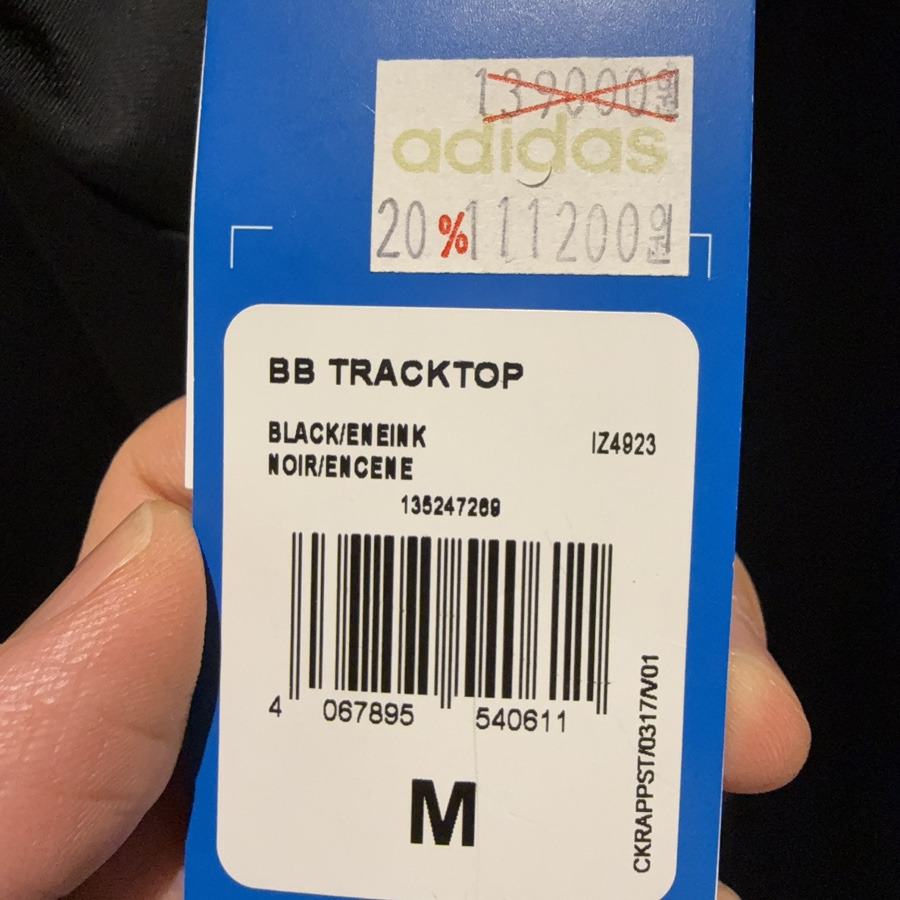 139000원
adidas
20 % 111200원
BB TRACKTOP
BLACK/ENEINK
IZ4923
NOIR/ENCENE
135247269
4 067895 540611
M
CKRAPPST/0317/V01